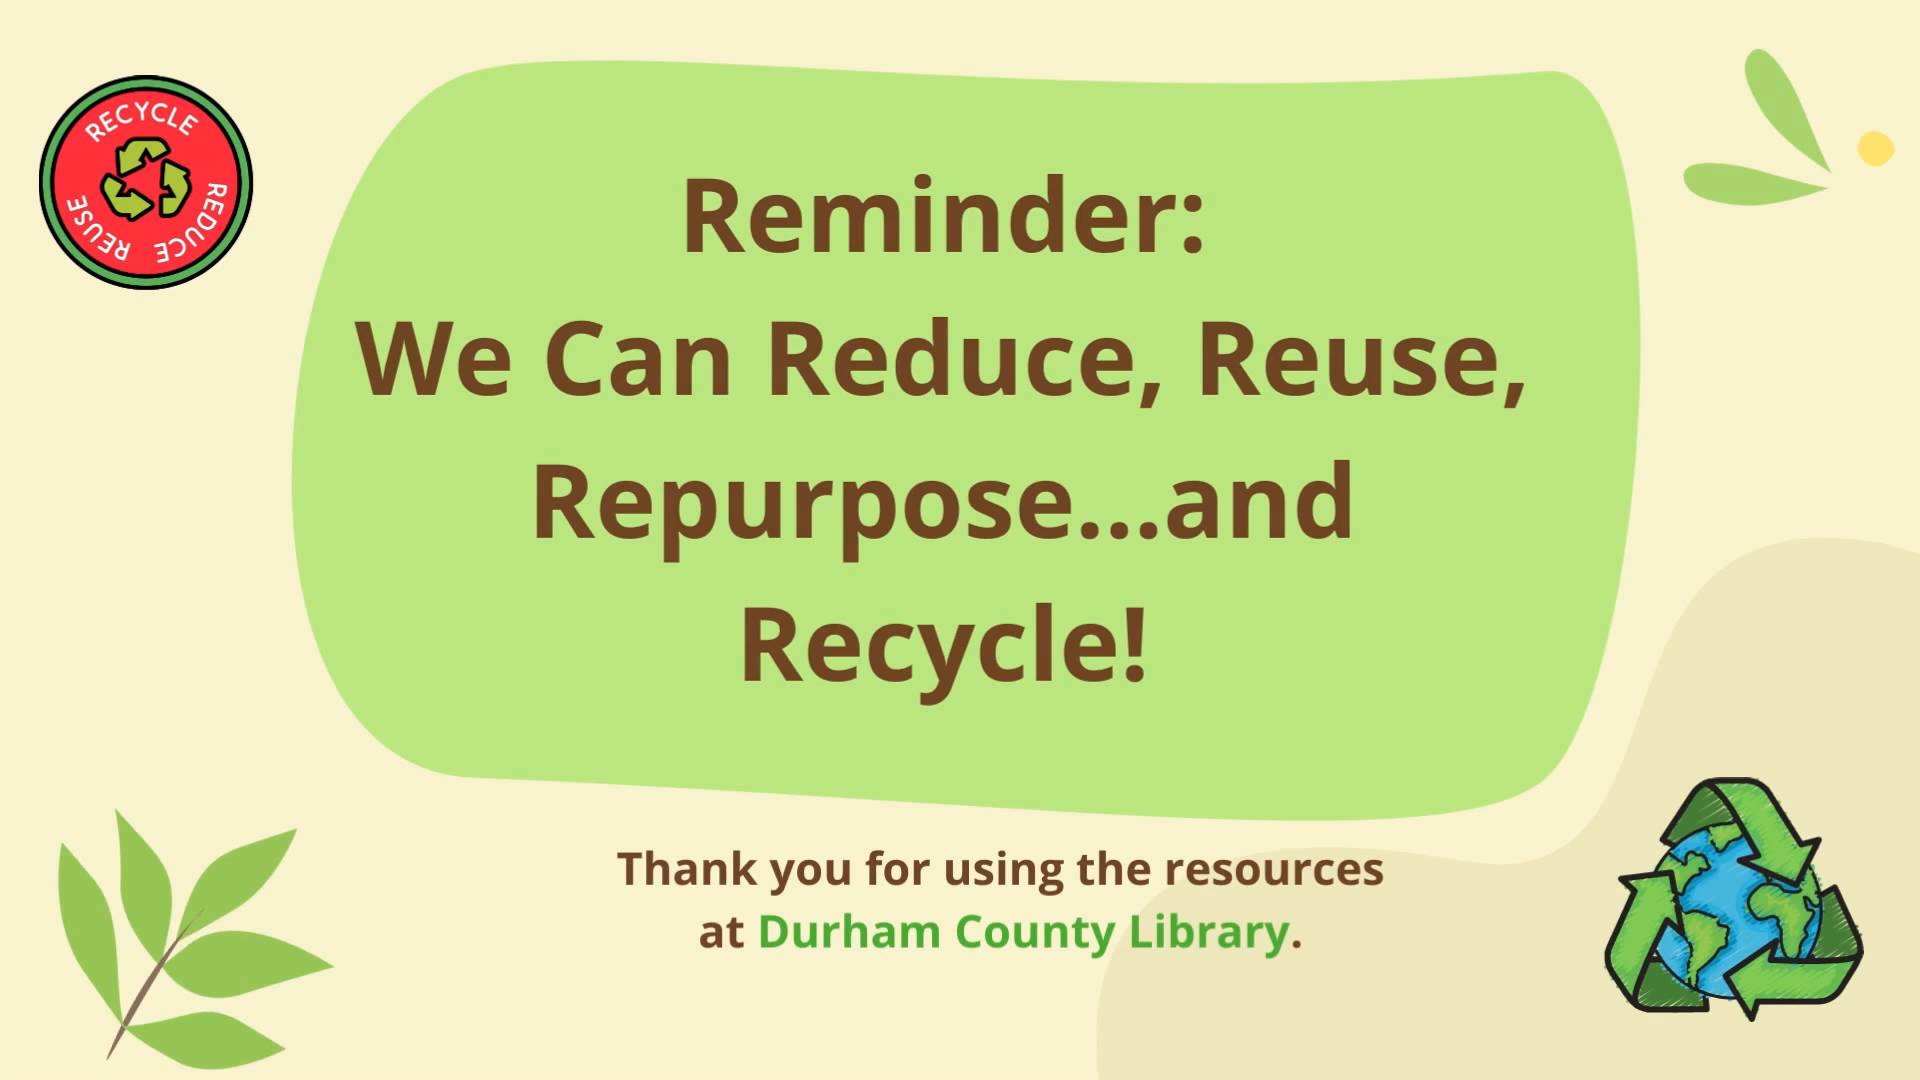 RECYCLE
REDUCE
REUSE
Reminder:
We Can Reduce, Reuse,
Repurpose...and
Recycle!
Thank you for using the resources
at Durham County Library.